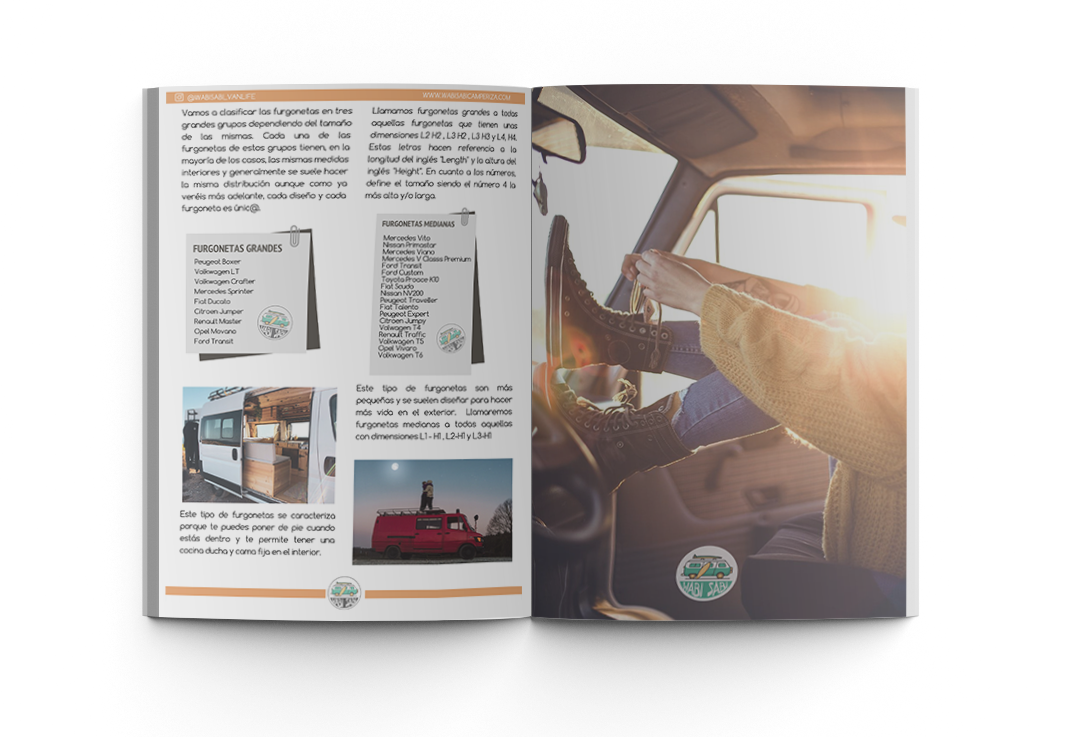 @WABISABI_VANLIFE
WWW.WABISABICAMPERIZA.COM
Vamos a clasificar las furgonetas en tres
grandes grupos dependiendo del tamaño
de las mismas. Cada una de las
furgonetas de estos grupos tienen, en la
mayoría de los casos, las mismas medidas
interiores y generalmente se suele hacer
la misma distribución aunque como ya
veréis más adelante, cada diseño y cada
furgoneta es únic@.
FURGONETAS GRANDES
Peugeot Boxer
Volkwagen LT
Volkwagen Crafter
Mercedes Sprinter
Fiat Ducato
Citroen Jumper
Renault Master
Opel Movano
Ford Transit
Este tipo de furgonetas se caracteriza
porque te puedes poner de pie cuando
estás dentro y te permite tener una
cocina ducha y cama fija en el interior.
Llamamos furgonetas grandes a todas
aquellas furgonetas que tienen unas
dimensiones L2 H2 , L3 H2 , L3 H3 y L4, H4.
Estas letras hacen referencia a la
longitud del inglés "Length" y la altura del
inglés "Height". En cuanto a los números,
define el tamaño siendo el número 4 la
más alta y/o larga.
FURGONETAS MEDIANAS
Mercedes Vito
Nissan Primastar
Mercedes Viano
Mercedes V Classs Premium
Ford Transit
Ford Custom
Toyota Proace K10
Fiat Scudo
Nissan NV200
Peugeot Traveller
Fiat Talento
Peugeot Expert
Citroen Jumpy
Volwagen T4
Renault Traffic
Volkwagen T5
Opel Vivaro
Volkwagen T6
Este tipo de furgonetas son más
pequeñas y se suelen diseñar para hacer
más vida en el exterior. Llamaremos
furgonetas medianas a todas aquellas
con dimensiones L1 - H1 , L2-H1 y L3-H1
WABI SABI